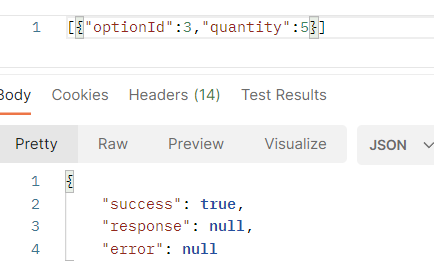 1 [{"optionId":3,"quantity":5}]
Body Cookies Headers (14) Test Results
Pretty Raw Preview Visualize JSON
1 {
2 "success": true,
3 "response": null,
4 "error": null